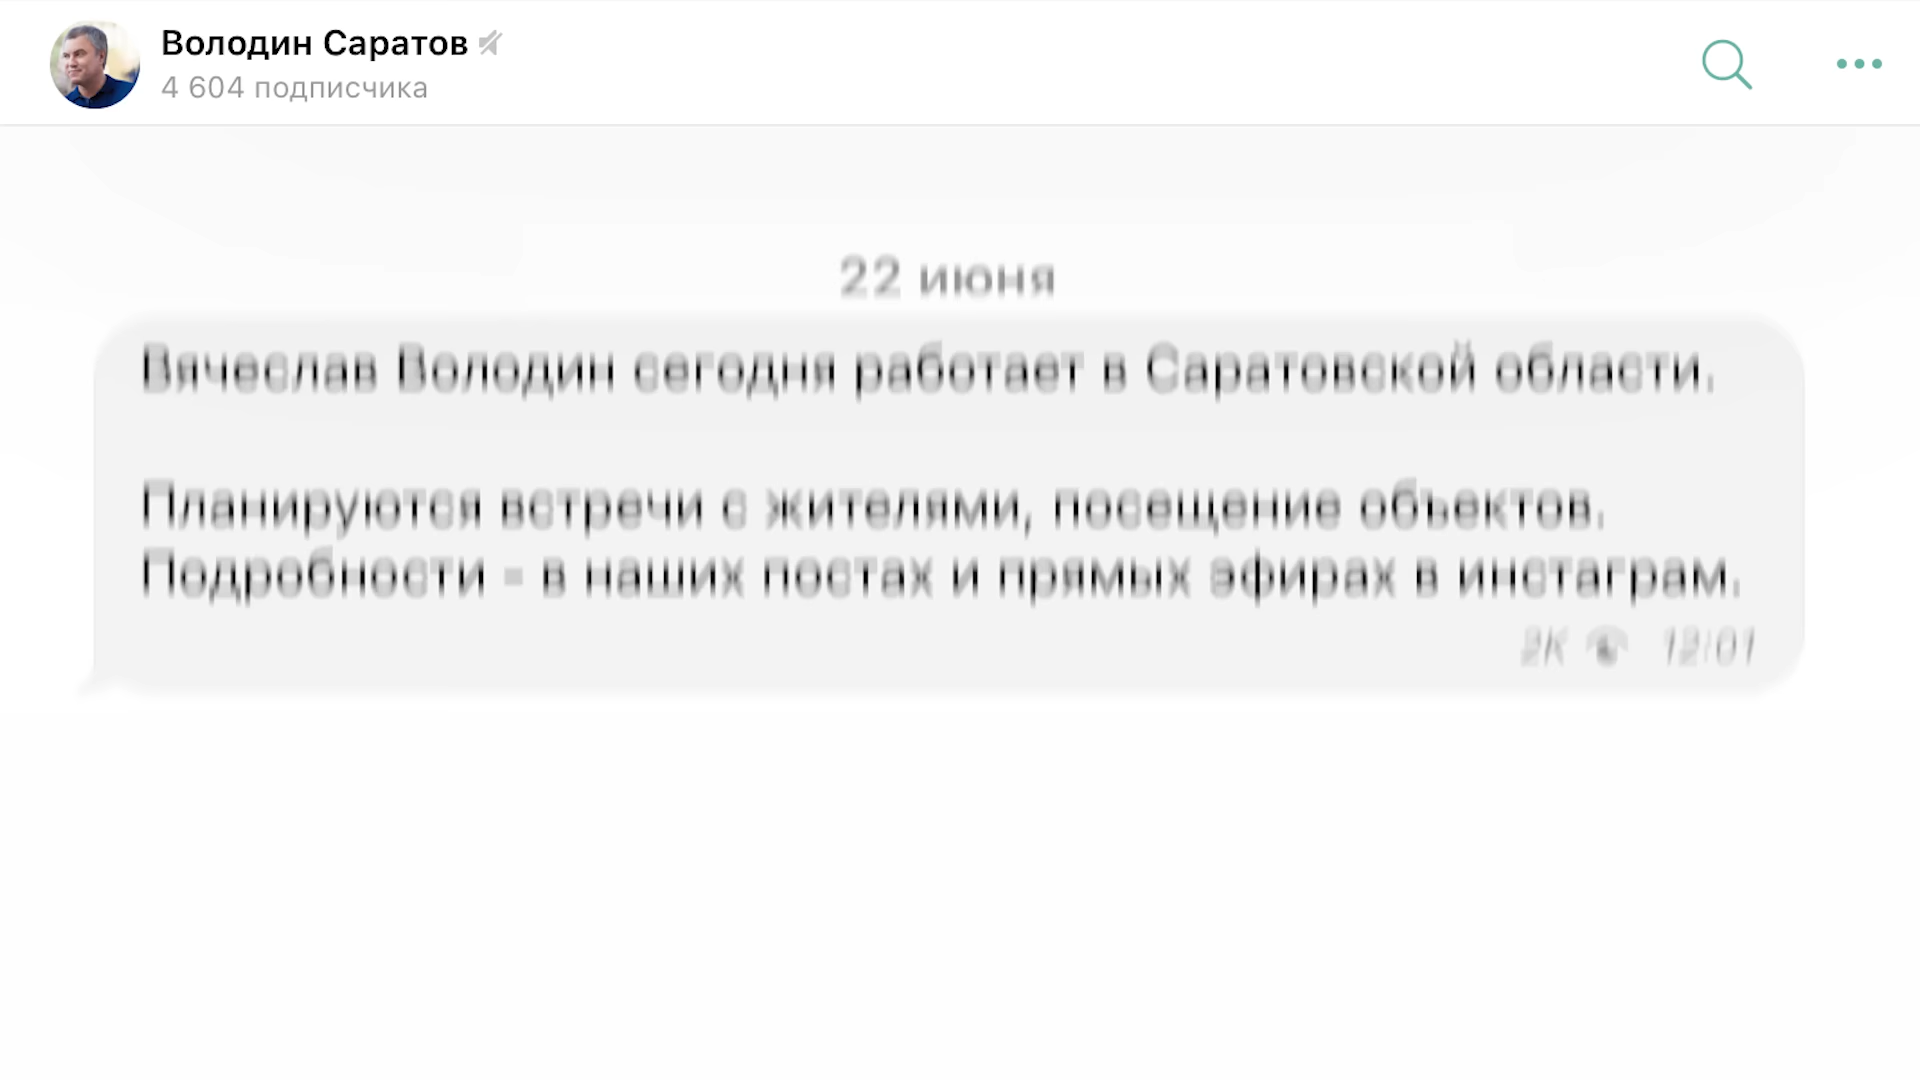 Володин Саратов
4 604 подписчика
22 июня
Вячеслав Володин сегодня работает в Саратовской области.
Планируются встречи с жителями, посещение объектов.
Подробности - в наших постах и прямых эфирах в инстаграм.
2K 12:01